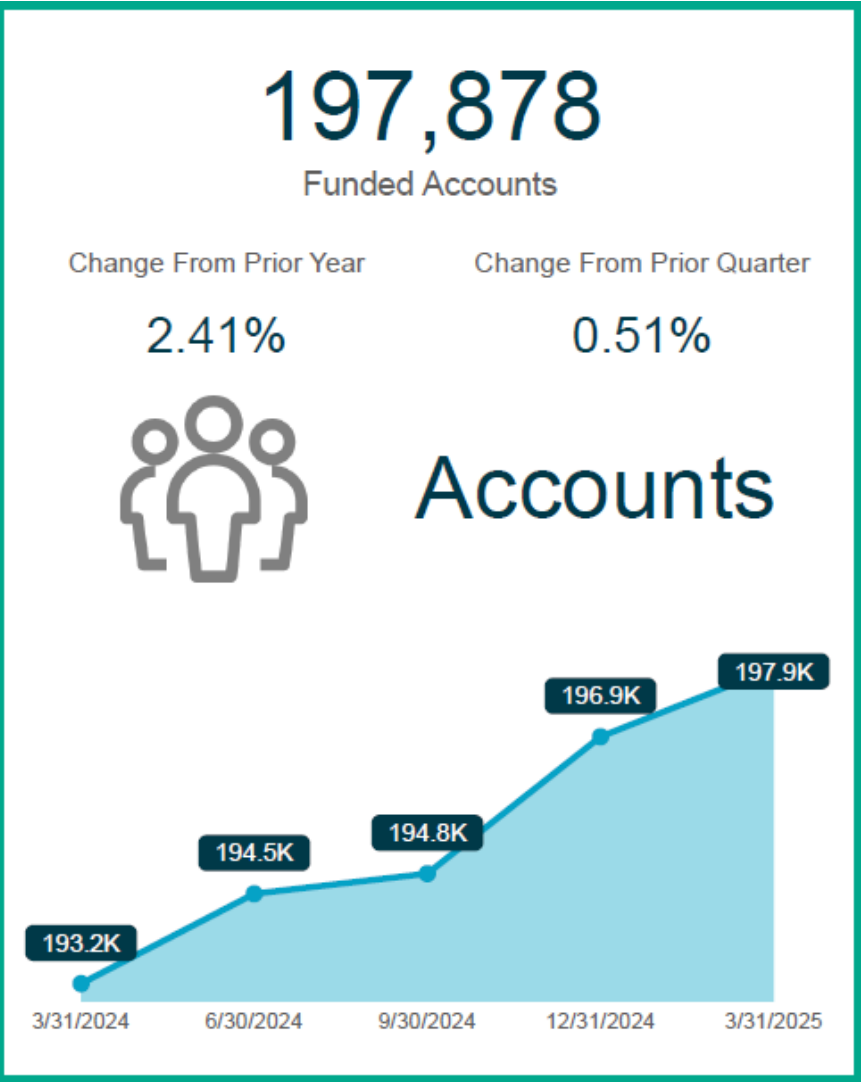 197,878
Funded Accounts
Change From Prior Year
Change From Prior Quarter
2.41%
0.51%
Accounts
197.9K
196.9K
194.8K
194.5K
193.2K
3/31/2024
6/30/2024
9/30/2024
12/31/2024
3/31/2025